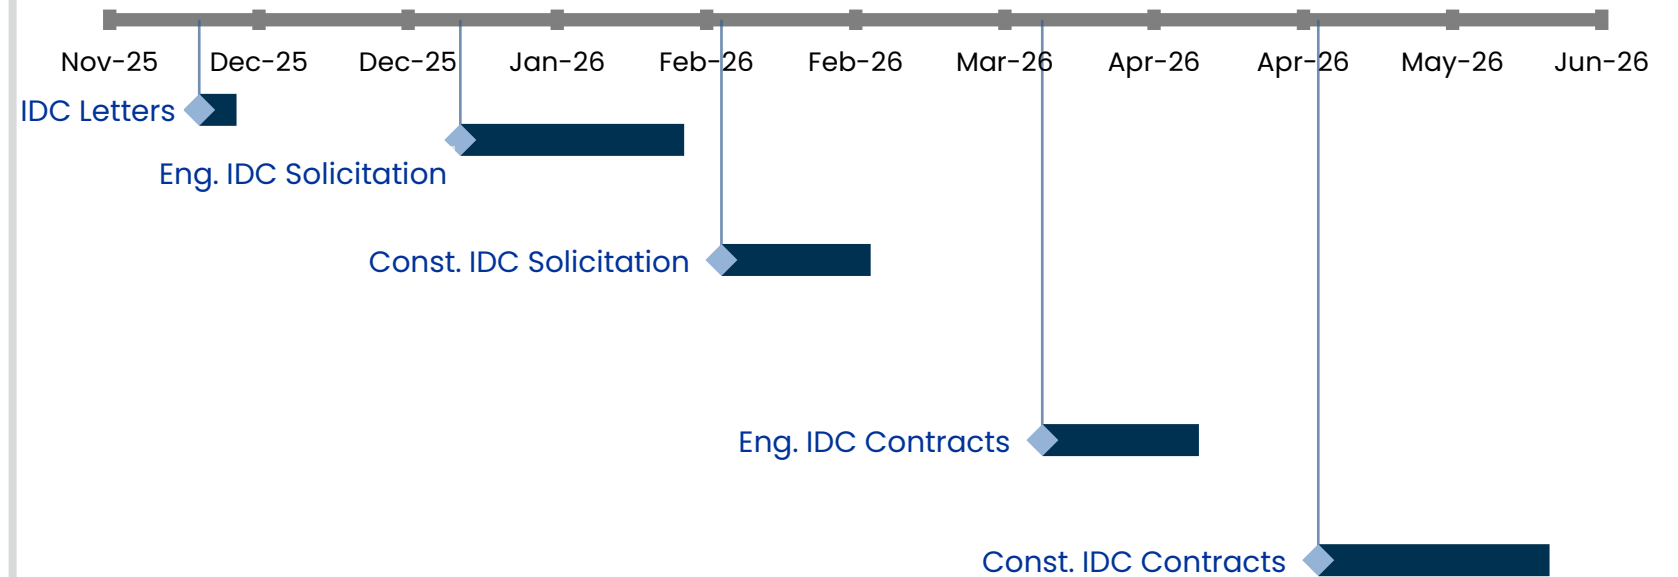 Nov-25 Dec-25 Dec-25 Jan-26 Feb-26 Feb-26 Mar-26 Apr-26 Apr-26 May-26 Jun-26
IDC Letters
Eng. IDC Solicitation
Const. IDC Solicitation
Eng. IDC Contracts
Const. IDC Contracts